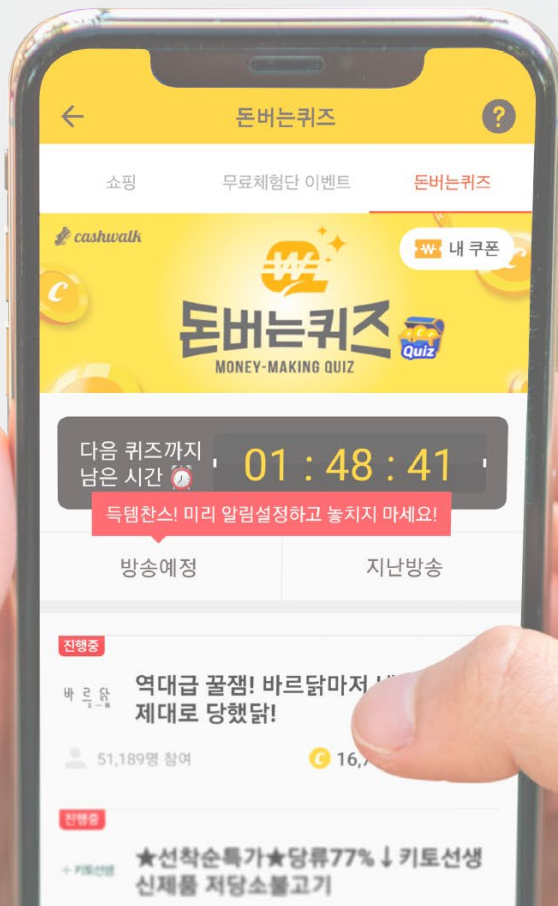 돈버는퀴즈
?
쇼핑 무료체험단 이벤트 돈버는퀴즈
cashwalk
내 쿠폰
돈버는퀴즈
Quiz
MONEY-MAKING QUIZ
다음 퀴즈까지
남은 시간
01 : 48 : 41
득템찬스! 미리 알림설정하고 놓치지 마세요!
방송예정 지난방송
진행중
바르닭
역대급 꿀잼! 바르닭마저
제대로 당했닭!
51,189명 참여
16,
진행중
키토선생
★선착순특가★당류77%↓키토선생
신제품 저당소불고기